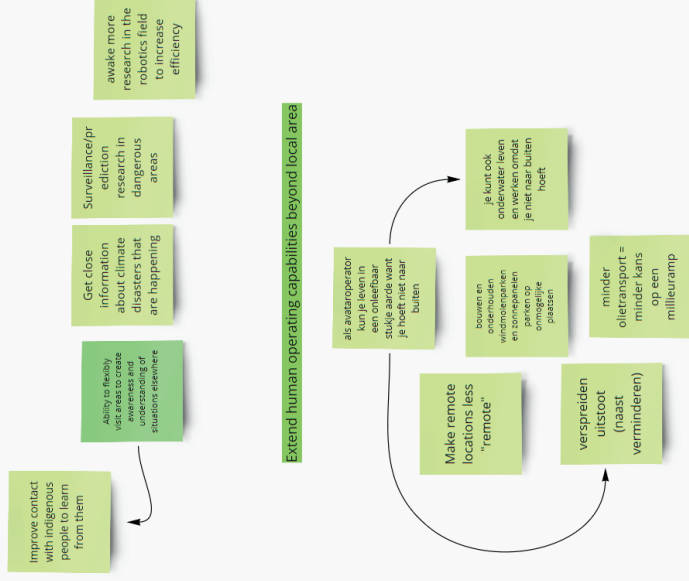 Improve contact
with indigenous
people to learn
from them
Ability to flexibly
visit areas to create
awareness and
understanding of
situations elsewhere
Get close
information
about climate
disasters that
are happening
Surveillance/pr
ediction
research in
dangerous
areas
awake more
research in the
robotics field
to increase
efficiency
Extend human operating capabilities beyond local area
als avataroperator
kun je leven in
een onleefbaar
stukje aarde want
je hoeft niet naar
buiten
Make remote
locations less
"remote"
bouwen en
onderhouden
windmolenparken
en zonnepanelen
parken op
onmogelijke
plaatsen
je kunt ook
onderwater leven
en werken omdat
je niet naar buiten
hoeft
verspreiden
uitstoot
(naast
verminderen)
minder
olietransport =
minder kans
op een
milieuramp